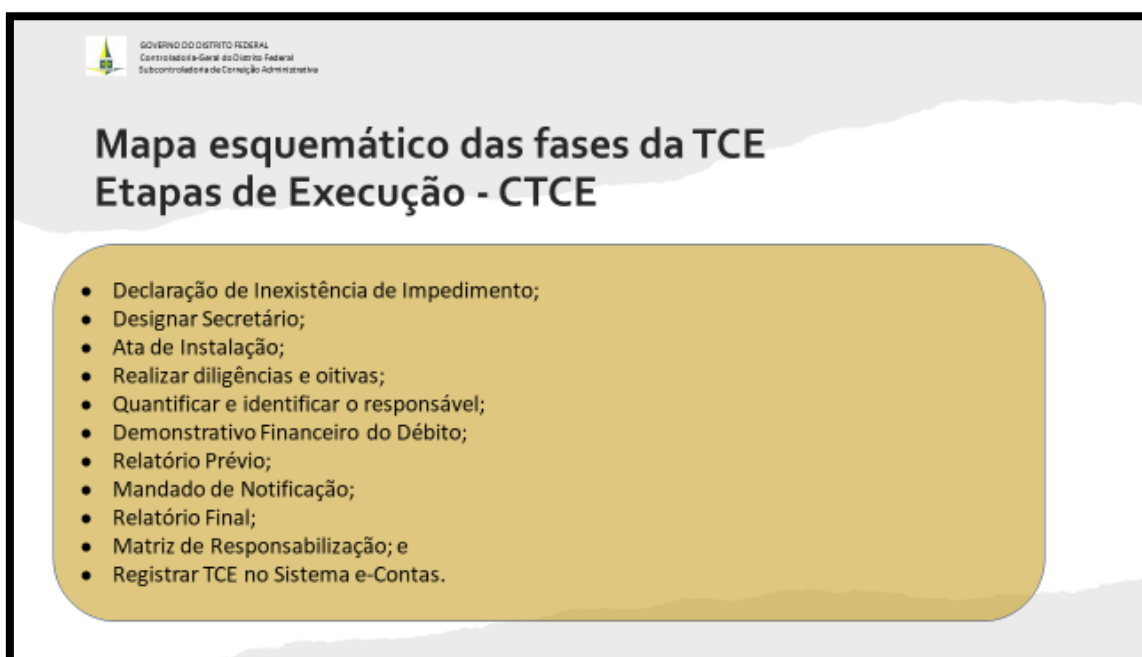 GOVERNO DO DISTRITO FEDERAL
Controladoria-Geral do Distrito Federal
Subcontroladoria de Correição Administrativa
Mapa esquemático das fases da TCE
Etapas de Execução - CTCE
● Declaração de Inexistência de Impedimento;
● Designar Secretário;
● Ata de Instalação;
● Realizar diligências e oitivas;
● Quantificar e identificar o responsável;
● Demonstrativo Financeiro do Débito;
● Relatório Prévio;
● Mandado de Notificação;
● Relatório Final;
● Matriz de Responsabilização; e
● Registrar TCE no Sistema e-Contas.